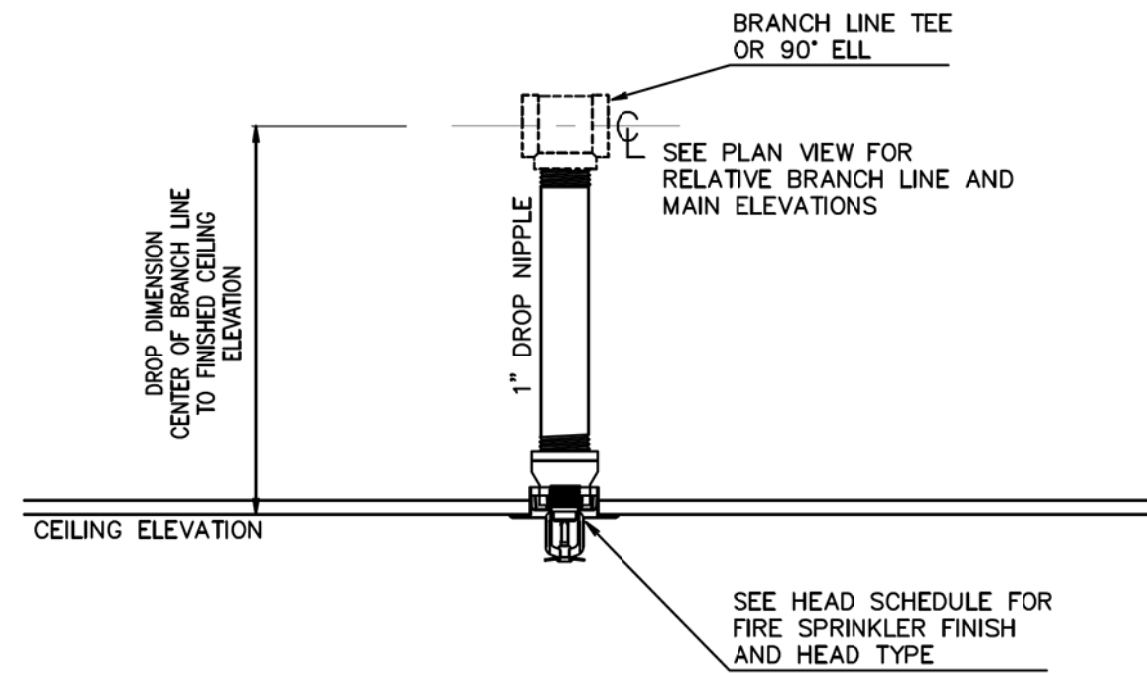 BRANCH LINE TEE
OR 90° ELL
CL
SEE PLAN VIEW FOR
RELATIVE BRANCH LINE AND
MAIN ELEVATIONS
DROP DIMENSION
CENTER OF BRANCH LINE
TO FINISHED CEILING
ELEVATION
1" DROP NIPPLE
CEILING ELEVATION
SEE HEAD SCHEDULE FOR
FIRE SPRINKLER FINISH
AND HEAD TYPE